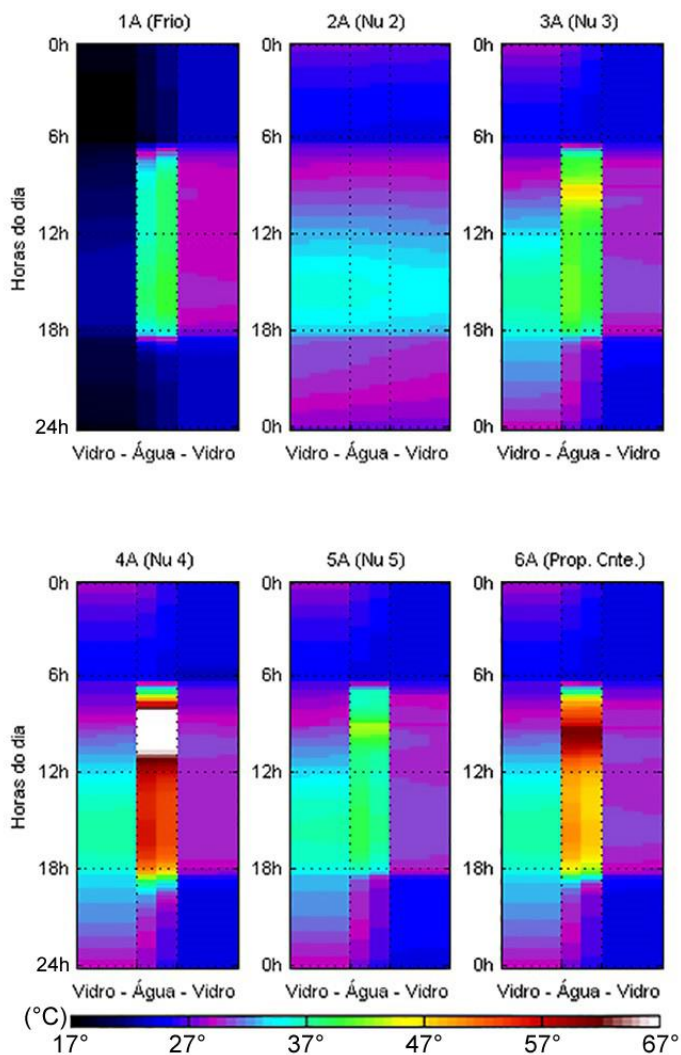 1A (Frio) 2A (Nu 2) 3A (Nu 3)
0h 0h 0h
6h 6h 6h
12h 12h 12h
18h 18h 18h
24h 0h 0h
Horas do dia
Vidro - Água - Vidro Vidro - Água - Vidro Vidro - Água - Vidro
4A (Nu 4) 5A (Nu 5) 6A (Prop. Cnte.)
0h 0h 0h
6h 6h 6h
12h 12h 12h
18h 18h 18h
24h 0h 0h
Horas do dia
Vidro - Água - Vidro Vidro - Água - Vidro Vidro - Água - Vidro
(°C)
17° 27° 37° 47° 57° 67°